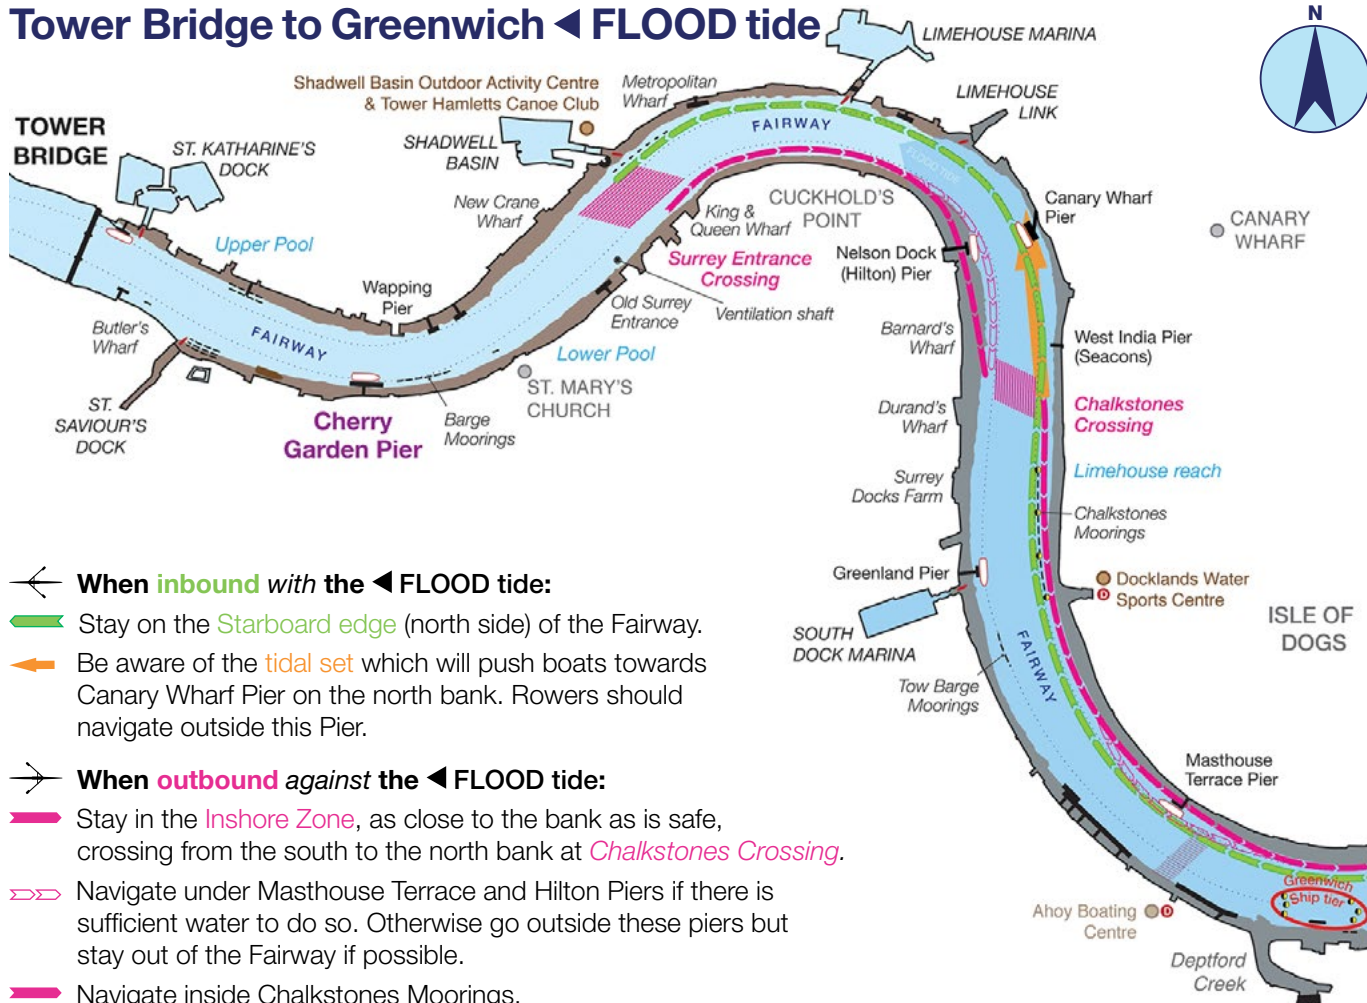 Tower Bridge to Greenwich ◄ FLOOD tide
N
LIMEHOUSE MARINA
Shadwell Basin Outdoor Activity Centre
& Tower Hamletts Canoe Club
Metropolitan
Wharf
LIMEHOUSE
LINK
TOWER
BRIDGE
ST. KATHARINE'S
DOCK
SHADWELL
BASIN
FAIRWAY
FLOOD TIDE
New Crane
Wharf
King &
Queen Wharf
CUCKHOLD'S
POINT
Canary Wharf
Pier
CANARY
WHARF
Upper Pool
Surrey Entrance
Crossing
Nelson Dock
(Hilton) Pier
Wapping
Pier
Old Surrey
Entrance
Ventilation shaft
Butler's
Wharf
FAIRWAY
Lower Pool
Barnard's
Wharf
West India Pier
(Seacons)
ST. MARY'S
CHURCH
ST.
SAVIOUR'S
DOCK
Cherry
Garden Pier
Barge
Moorings
Durand's
Wharf
Chalkstones
Crossing
Surrey
Docks Farm
Limehouse reach
Chalkstones
Moorings
Greenland Pier
D
Docklands Water
Sports Centre
ISLE OF
DOGS
SOUTH
DOCK MARINA
FAIRWAY
Tow Barge
Moorings
Masthouse
Terrace Pier
Greenwich
Ship tier
Ahoy Boating
Centre
D
Deptford
Creek
When inbound with the ◄ FLOOD tide:
Stay on the Starboard edge (north side) of the Fairway.
Be aware of the tidal set which will push boats towards
Canary Wharf Pier on the north bank. Rowers should
navigate outside this Pier.
When outbound against the ◄ FLOOD tide:
Stay in the Inshore Zone, as close to the bank as is safe,
crossing from the south to the north bank at Chalkstones Crossing.
Navigate under Masthouse Terrace and Hilton Piers if there is
sufficient water to do so. Otherwise go outside these piers but
stay out of the Fairway if possible.
Navigate inside Chalkstones Moorings.